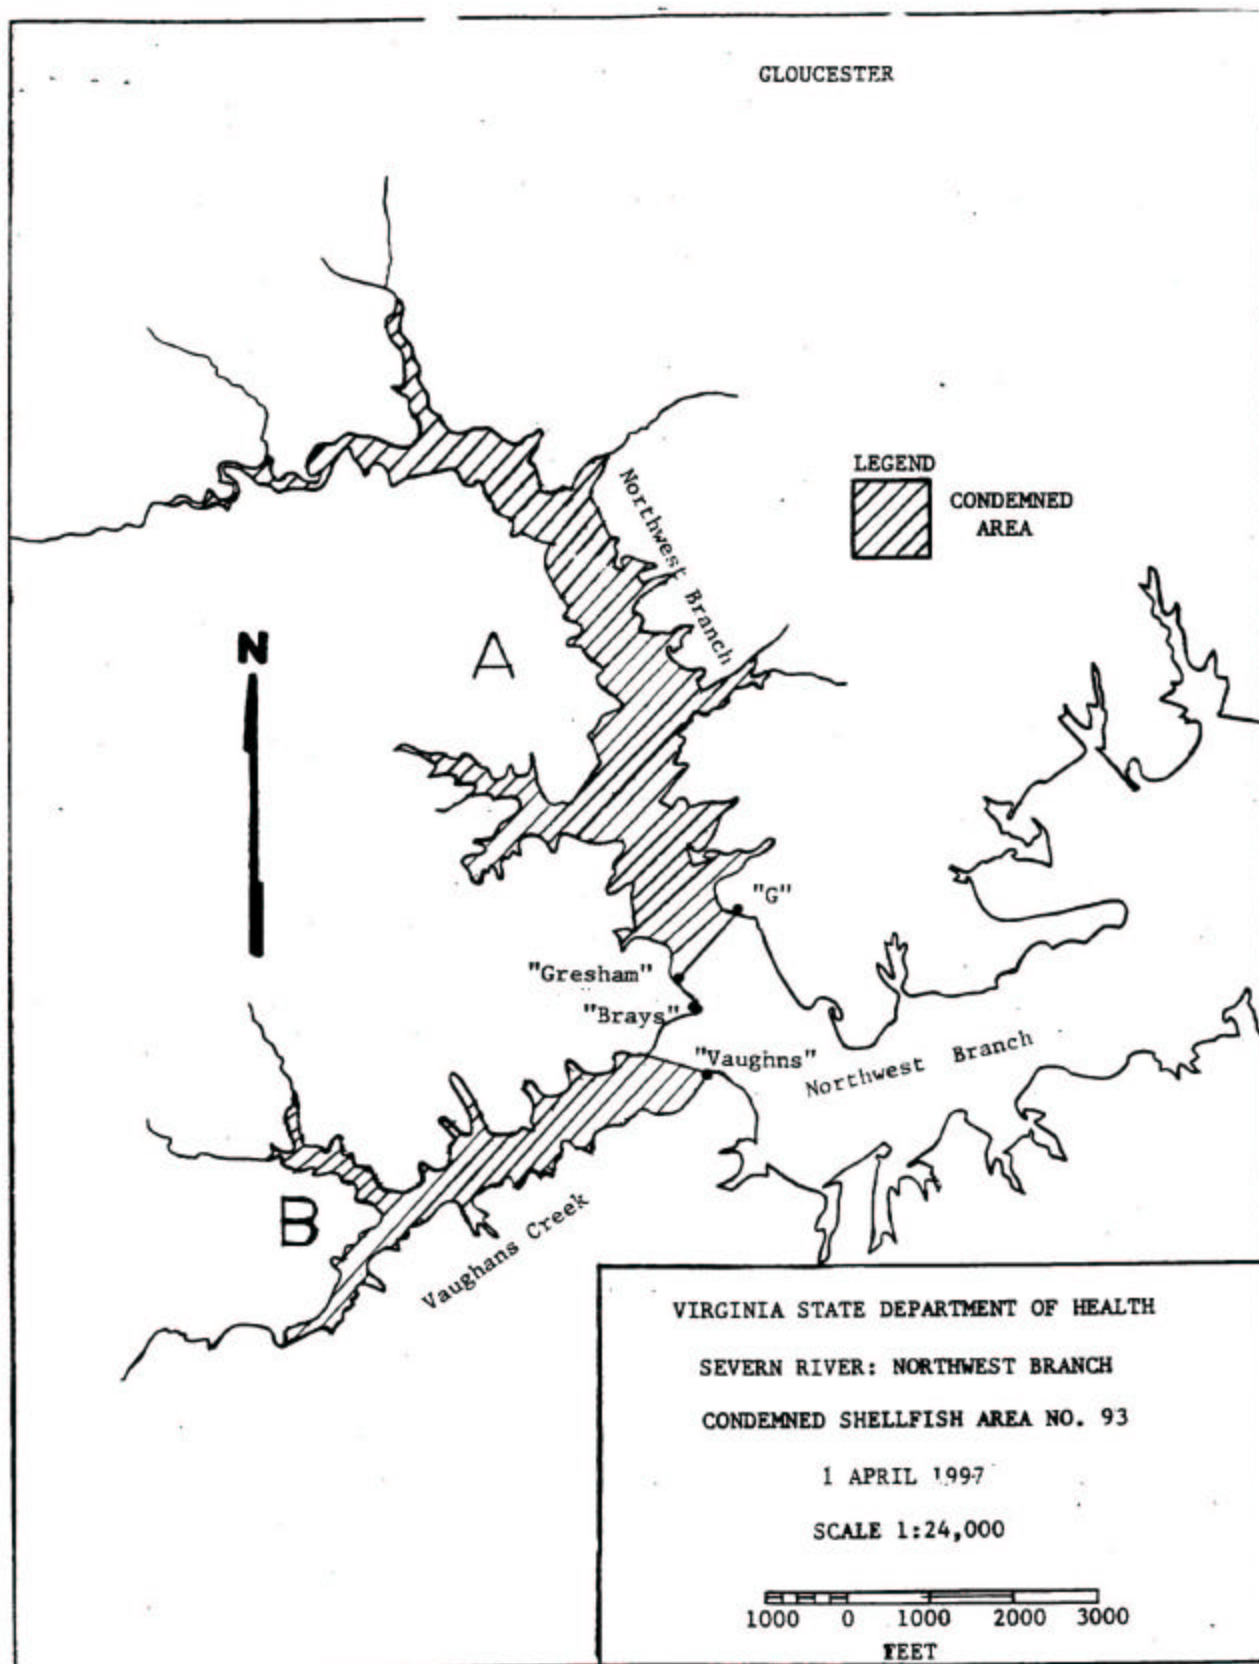 GLOUCESTER
LEGEND
CONDEMNED
AREA
Northwest Branch
N
A
"G"
"Gresham"
"Brays"
"Vaughns"
Northwest Branch
B
Vaughans Creek
VIRGINIA STATE DEPARTMENT OF HEALTH
SEVERN RIVER: NORTHWEST BRANCH
CONDEMNED SHELLFISH AREA NO. 93
1 APRIL 1997
SCALE 1:24,000
1000 0 1000 2000 3000
FEET